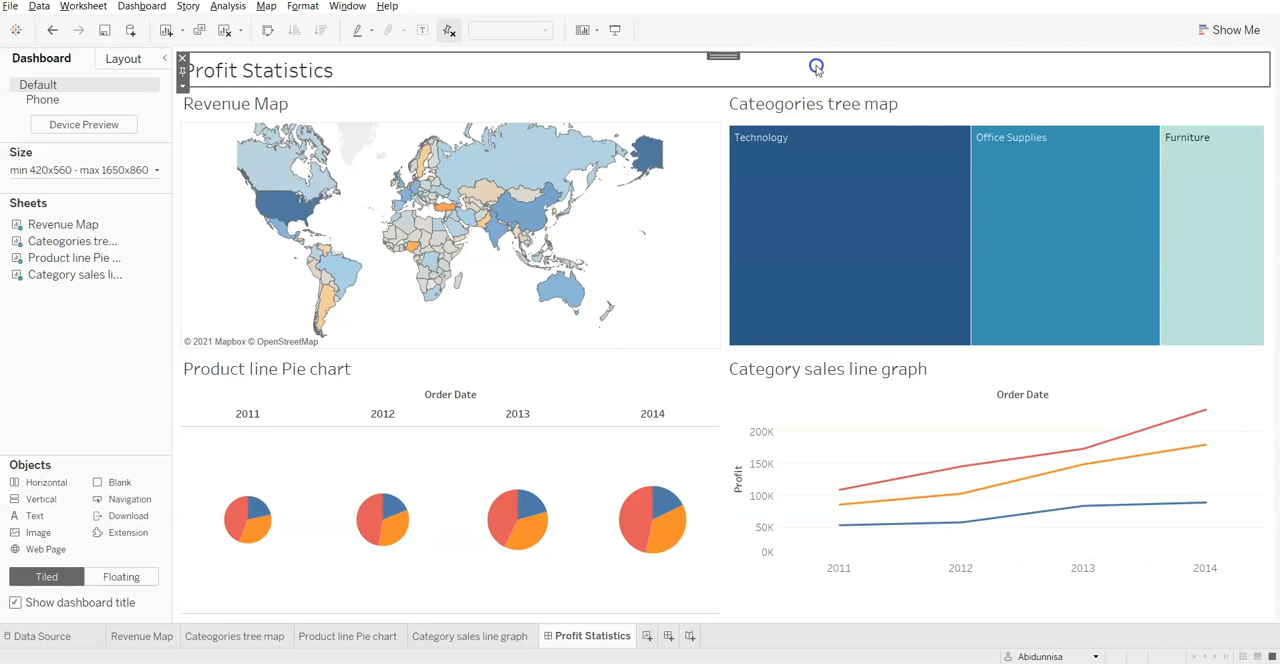 File Data Worksheet Dashboard Story Analysis Map Format Window Help
Show Me
Dashboard Layout
Default
Phone
Device Preview
Size
min 420x560 - max 1650x860
Sheets
Revenue Map
Cateogories tre...
Product line Pie ...
Category sales li...
Objects
Horizontal Blank
Vertical Navigation
A Text Download
Image Extension
Web Page
Tiled Floating
Show dashboard title
Profit Statistics
Revenue Map
© 2021 Mapbox © OpenStreetMap
Cateogories tree map
Technology Office Supplies Furniture
Product line Pie chart
Order Date
2011 2012 2013 2014
Category sales line graph
Order Date
Profit
200K
150K
100K
50K
0K
2011 2012 2013 2014
Data Source Revenue Map Cateogories tree map Product line Pie chart Category sales line graph Profit Statistics
Abidunnisa